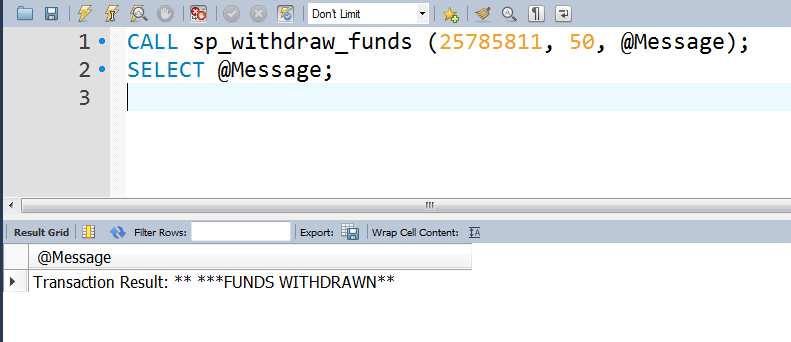 Don't Limit
1 CALL sp_withdraw_funds (25785811, 50, @Message);
2 SELECT @Message;
3
Result Grid Filter Rows: Export: Wrap Cell Content: IA
@Message
Transaction Result: ** ***FUNDS WITHDRAWN**